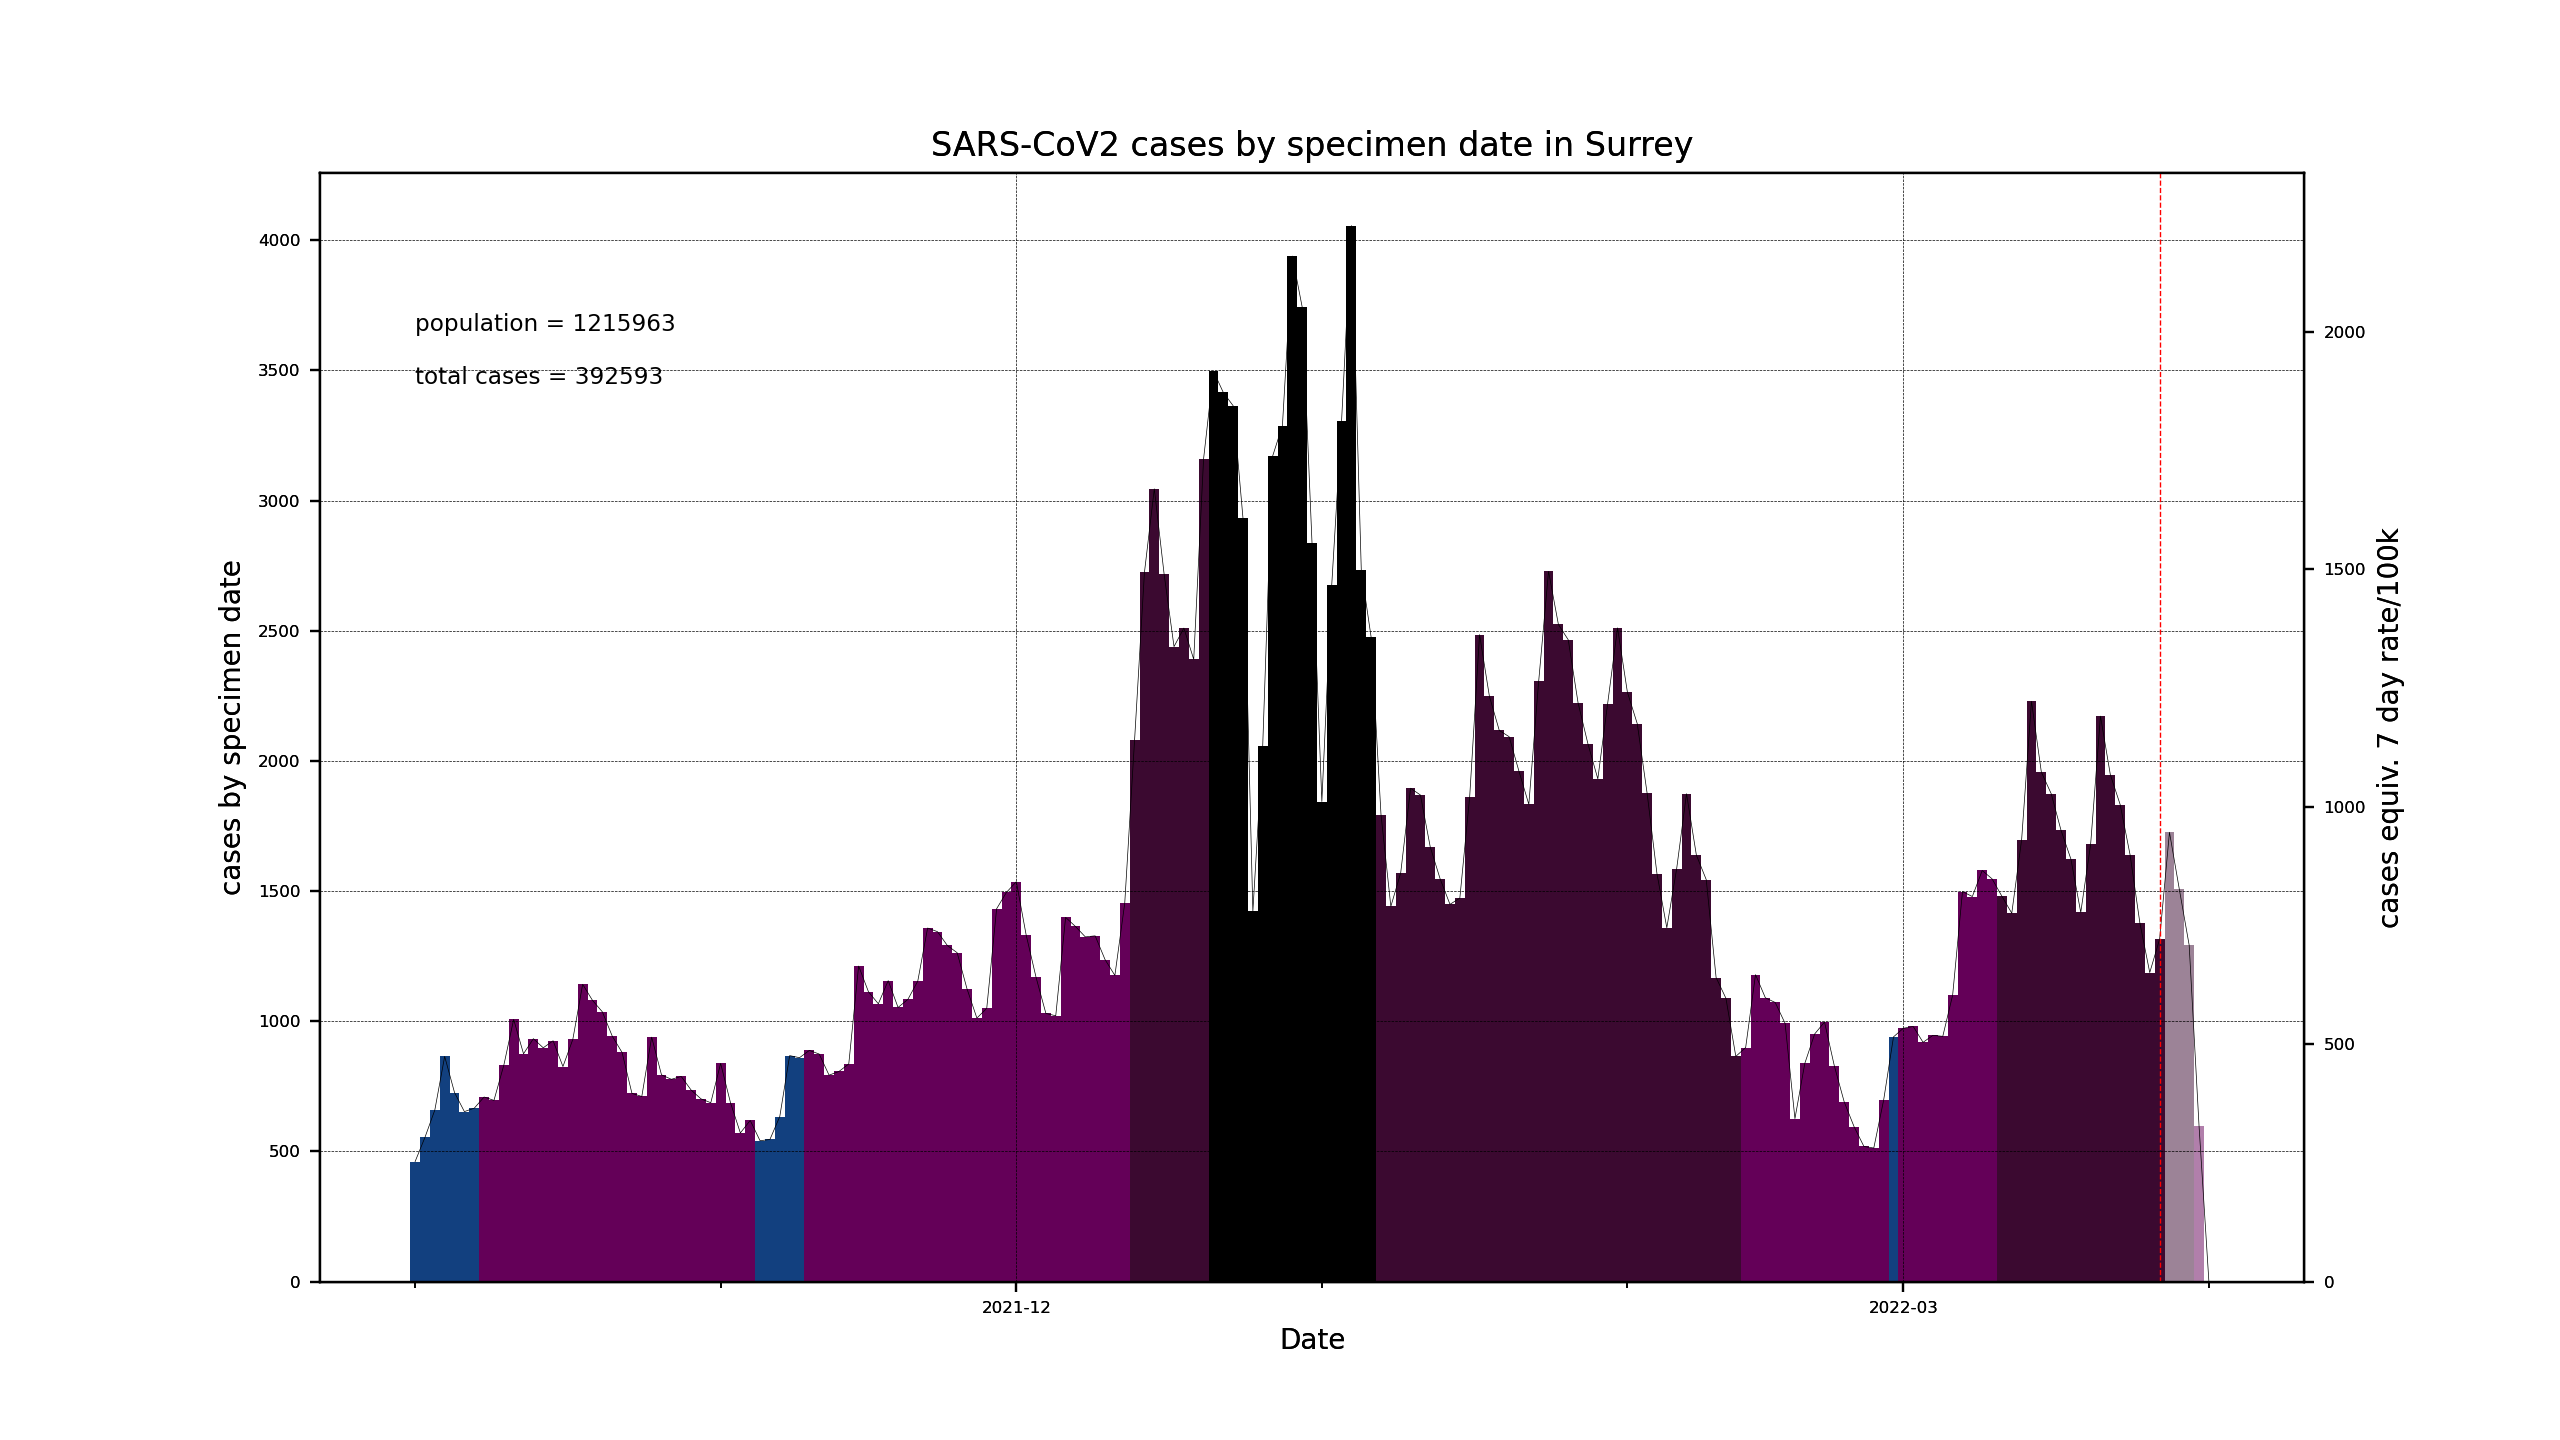 SARS-CoV2 cases by specimen date in Surrey
population = 1215963
total cases = 392593
cases by specimen date
4000
3500
3000
2500
2000
1500
1000
500
0
2000
1500
1000
500
0
cases equiv. 7 day rate/100k
2021-12
2022-03
Date